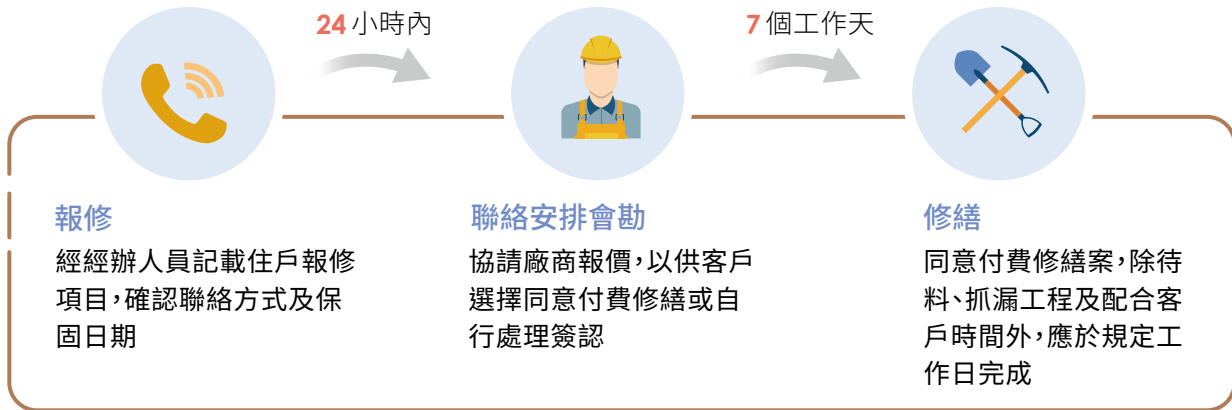 24 小時內
7 個工作天
報修
經經辦人員記載住戶報修
項目，確認聯絡方式及保
固日期
聯絡安排會勘
協請廠商報價，以供客戶
選擇同意付費修繕或自
行處理簽認
修繕
同意付費修繕案，除待
料、抓漏工程及配合客
戶時間外，應於規定工
作日完成